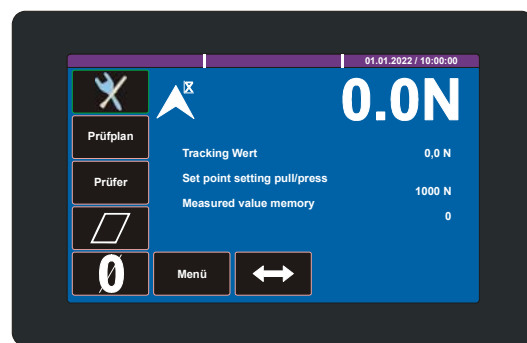 01.01.2022 / 10:00:00
0.0N
Prüfplan
Tracking Wert 0,0 N
Prüfer
Set point setting pull/press 1000 N
Measured value memory 0
0
Menü